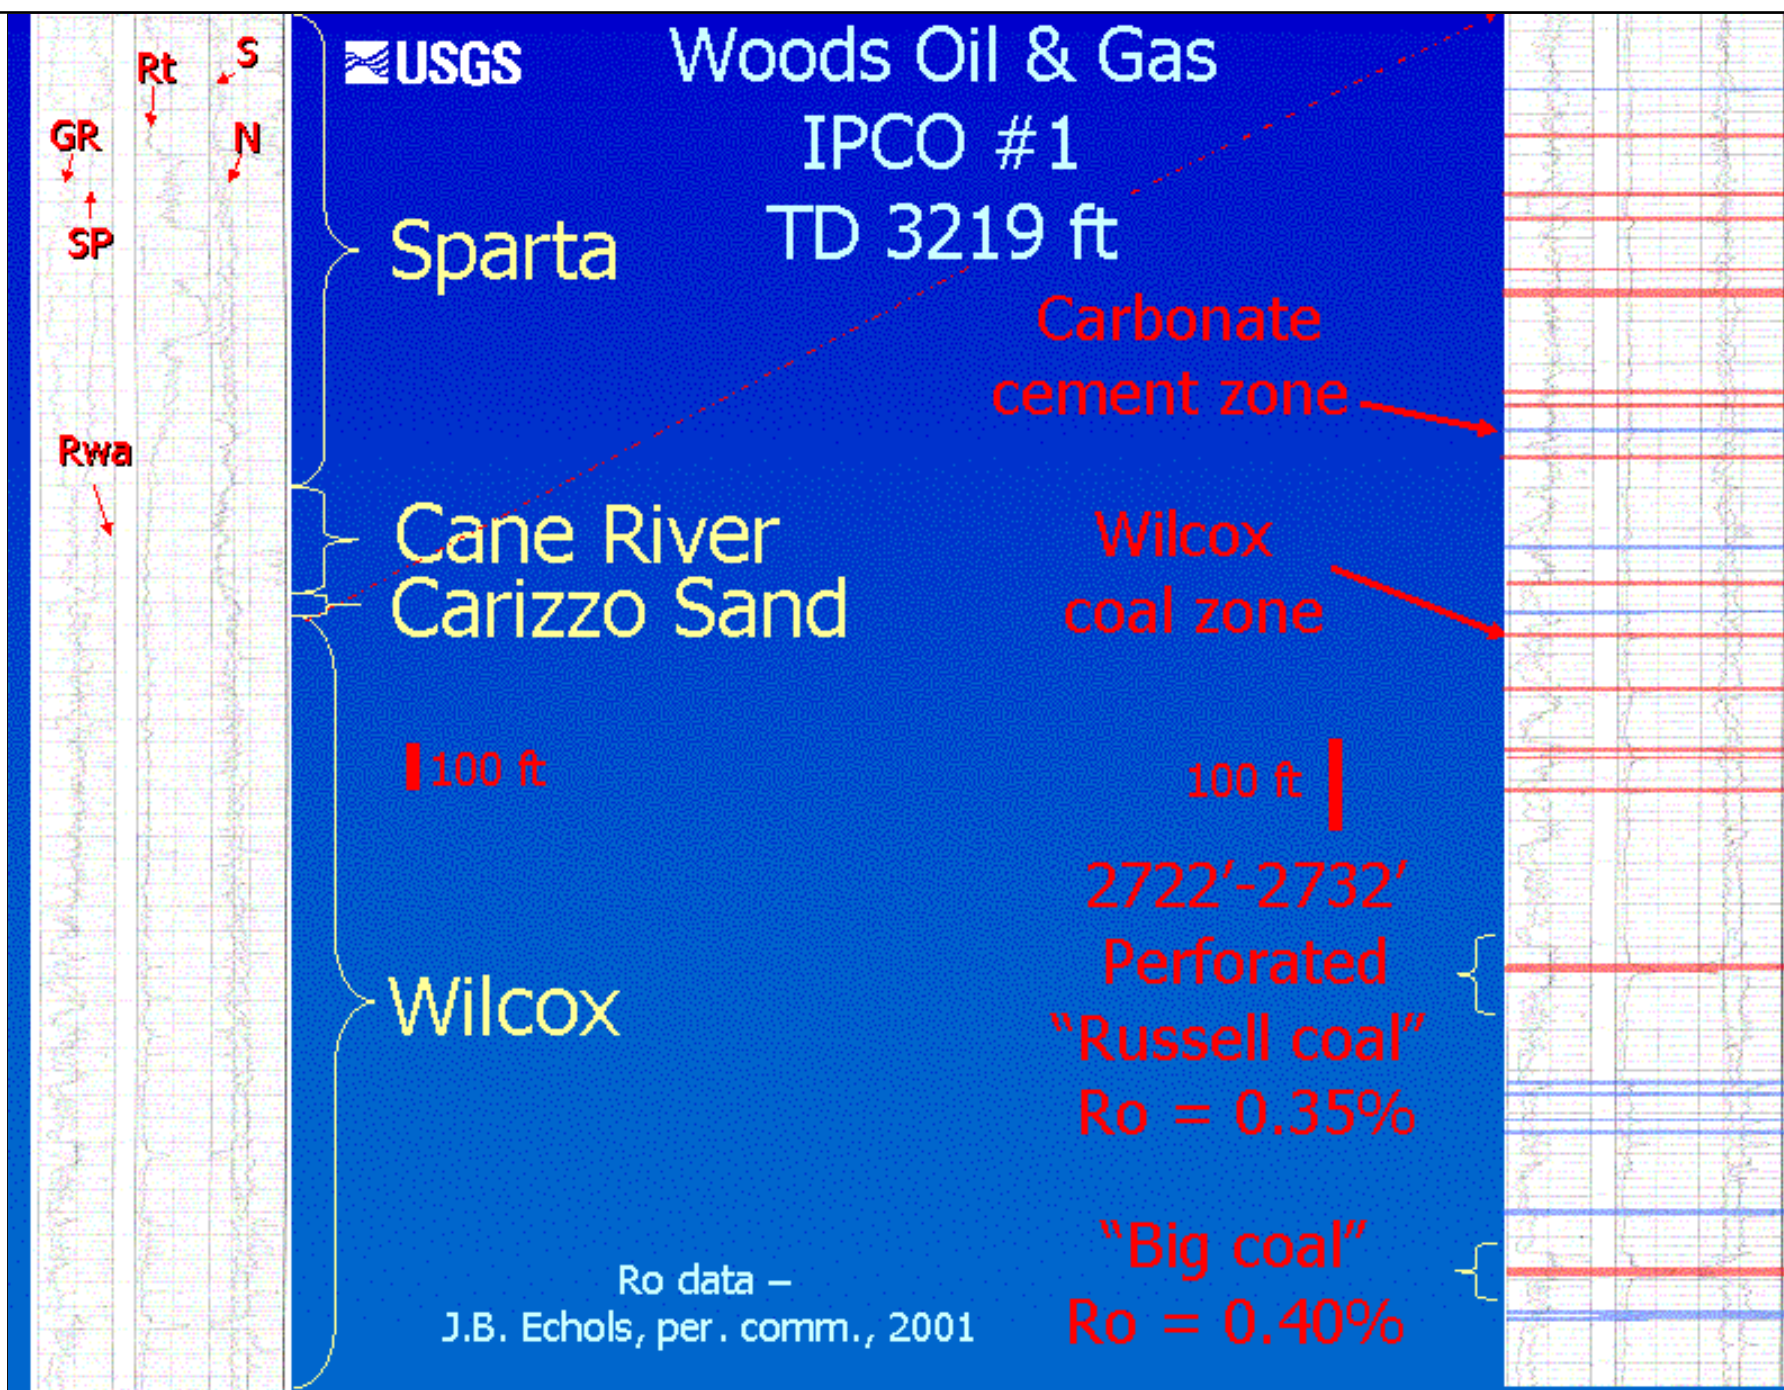 Rt
S
GR
N
SP
Rwa
USGS
Woods Oil & Gas
IPCO #1
TD 3219 ft
Sparta
Cane River
Carizzo Sand
Wilcox
100 ft
Carbonate
cement zone
Wilcox
coal zone
100 ft
2722’-2732’
Perforated
“Russell coal”
Ro = 0.35%
“Big coal”
Ro = 0.40%
Ro data –
J.B. Echols, per. comm., 2001